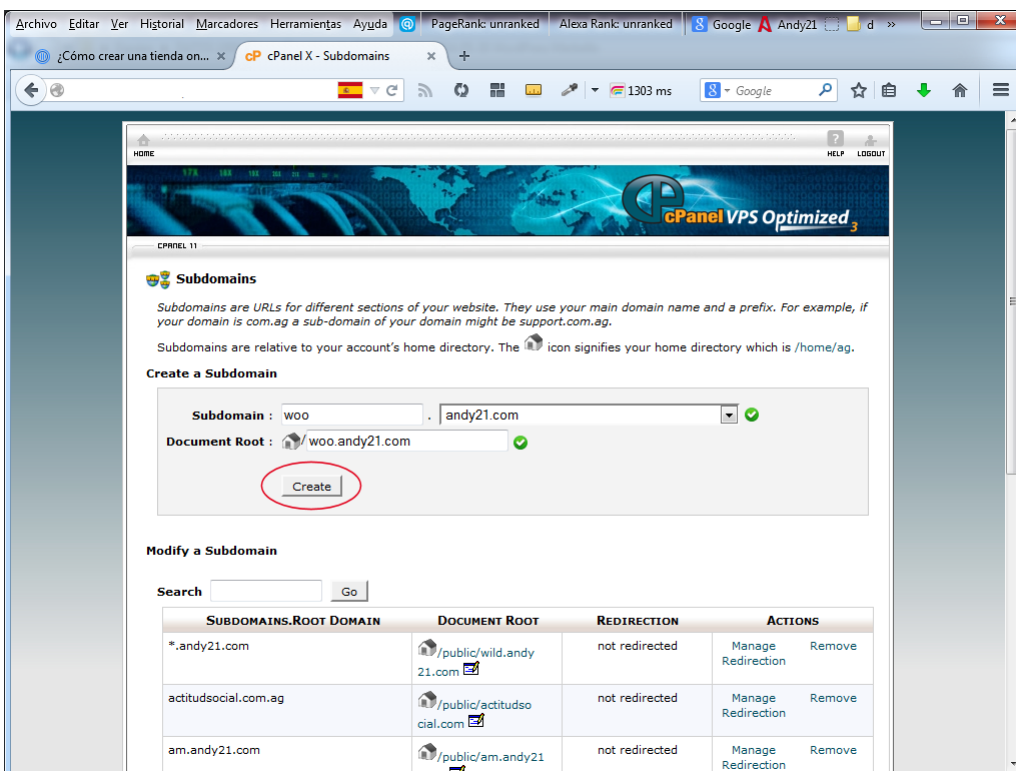 Archivo Editar Ver Historial Marcadores Herramientas Ayuda PageRank: unranked Alexa Rank: unranked Google Andy21 d »
¿Cómo crear una tienda on... × cP cPanel X - Subdomains × +
1303 ms Google
HOME HELP LOGOUT
cPanel VPS Optimized 3
CPANEL 11
Subdomains
Subdomains are URLs for different sections of your website. They use your main domain name and a prefix. For example, if
your domain is com.ag a sub-domain of your domain might be support.com.ag.
Subdomains are relative to your account's home directory. The icon signifies your home directory which is /home/ag.
Create a Subdomain
Subdomain : woo . andy21.com
Document Root : / woo.andy21.com
Create
Modify a Subdomain
Search Go
SUBDOMAINS.ROOT DOMAIN DOCUMENT ROOT REDIRECTION ACTIONS
*.andy21.com /public/wild.andy not redirected Manage Remove
21.com Redirection
actitudsocial.com.ag /public/actitudso not redirected Manage Remove
cial.com Redirection
am.andy21.com /public/am.andy21 not redirected Manage Remove
Redirection